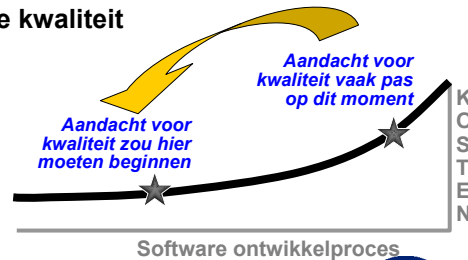 e kwaliteit
Aandacht voor
kwaliteit vaak pas
op dit moment
Aandacht voor
kwaliteit zou hier
moeten beginnen
K
O
S
T
E
N
Software ontwikkelproces